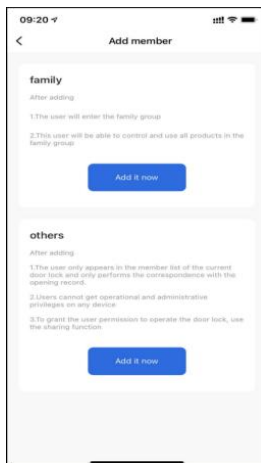 09:20
Add member
family
After adding
1.The user will enter the family group
2.This user will be able to control and use all products in the
family group
Add it now
others
After adding
1.The user only appears in the member list of the current
door lock and only performs the correspondence with the
opening record.
2.Users cannot get operational and administrative
privileges on any device
3.To grant the user permission to operate the door lock, use
the sharing function
Add it now